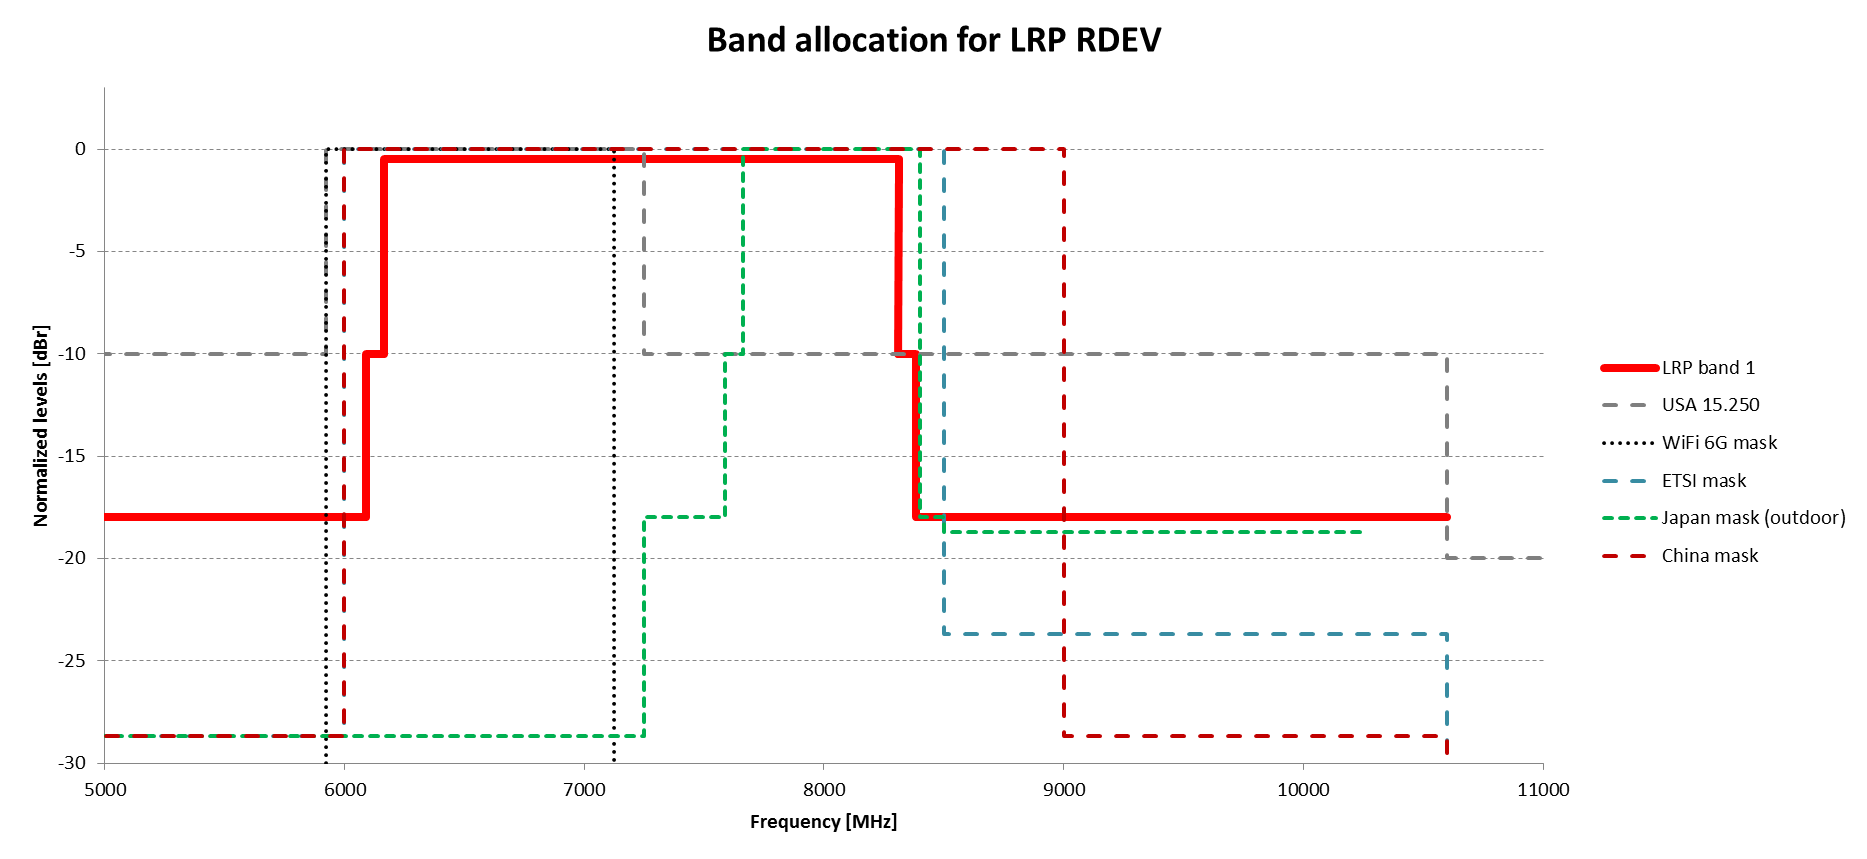 Band allocation for LRP RDEV
0
-5
-10
-15
-20
-25
-30
Normalized levels [dBr]
5000 6000 7000 8000 9000 10000 11000
Frequency [MHz]
LRP band 1
USA 15.250
WiFi 6G mask
ETSI mask
Japan mask (outdoor)
China mask